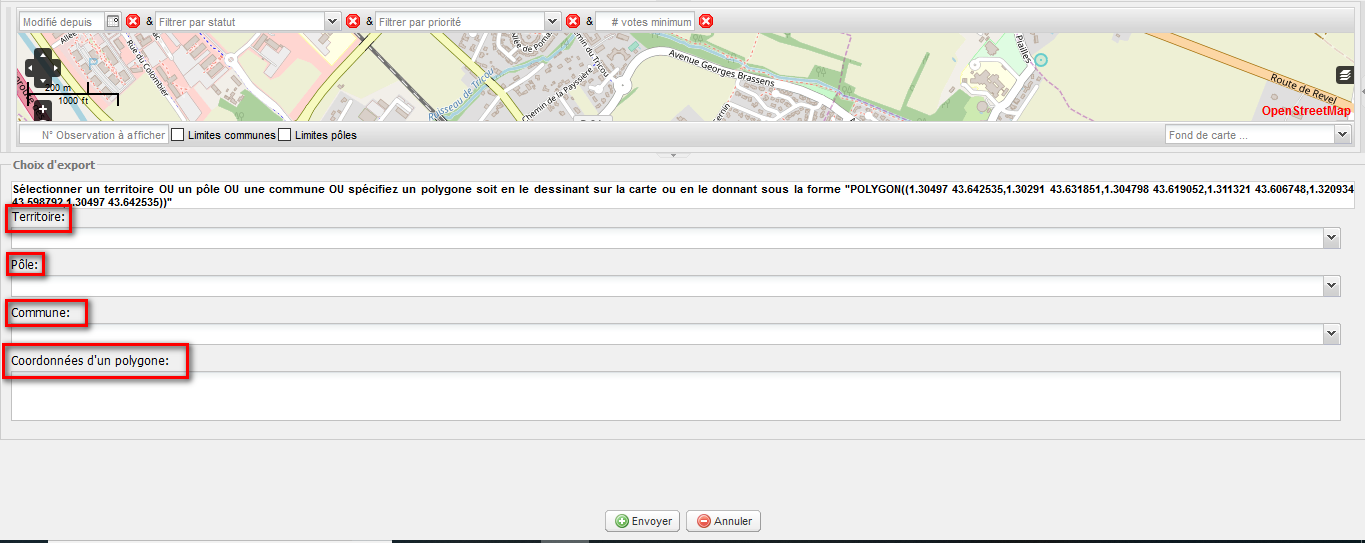 Modifié depuis & Filtrer par statut & Filtrer par priorité & # votes minimum
Rue du Colombier
Ruisseau de Tricou
Chemin de la Paysière
Chemin du Tricou
Avenue Georges Brassens
Piailles
Route de Revel
200 m
1000 ft
OpenStreetMap
N° Observation à afficher Limites communes Limites pôles Fond de carte ...
Choix d'export
Sélectionner un territoire OU un pôle OU une commune OU spécifiez un polygone soit en le dessinant sur la carte ou en le donnant sous la forme "POLYGON((1.30497 43.642535,1.30291 43.631851,1.304798 43.619052,1.311321 43.606748,1.320934
43.598792,1.30497 43.642535))"
Territoire:
Pôle:
Commune:
Coordonnées d'un polygone:
Envoyer Annuler